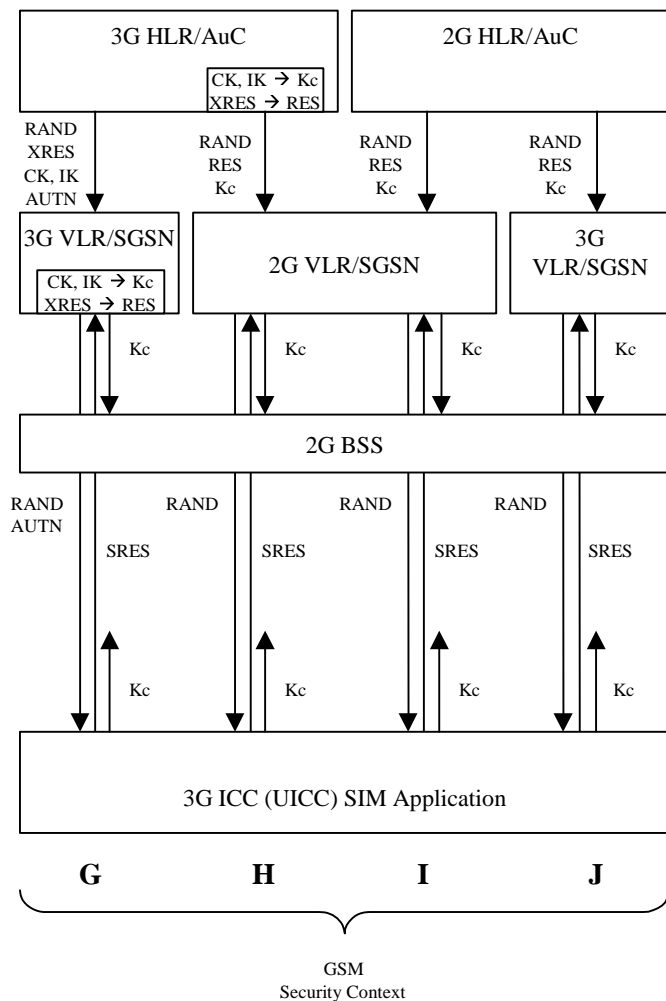 3G HLR/AuC
2G HLR/AuC
CK, IK → Kc
XRES → RES
RAND
XRES
CK, IK
AUTN
RAND
RES
Kc
RAND
RES
Kc
RAND
RES
Kc
3G VLR/SGSN
CK, IK → Kc
XRES → RES
2G VLR/SGSN
3G
VLR/SGSN
Kc
Kc
Kc
Kc
2G BSS
RAND
AUTN
RAND
RAND
RAND
SRES
SRES
SRES
SRES
Kc
Kc
Kc
Kc
3G ICC (UICC) SIM Application
G
H
I
J
GSM
Security Context